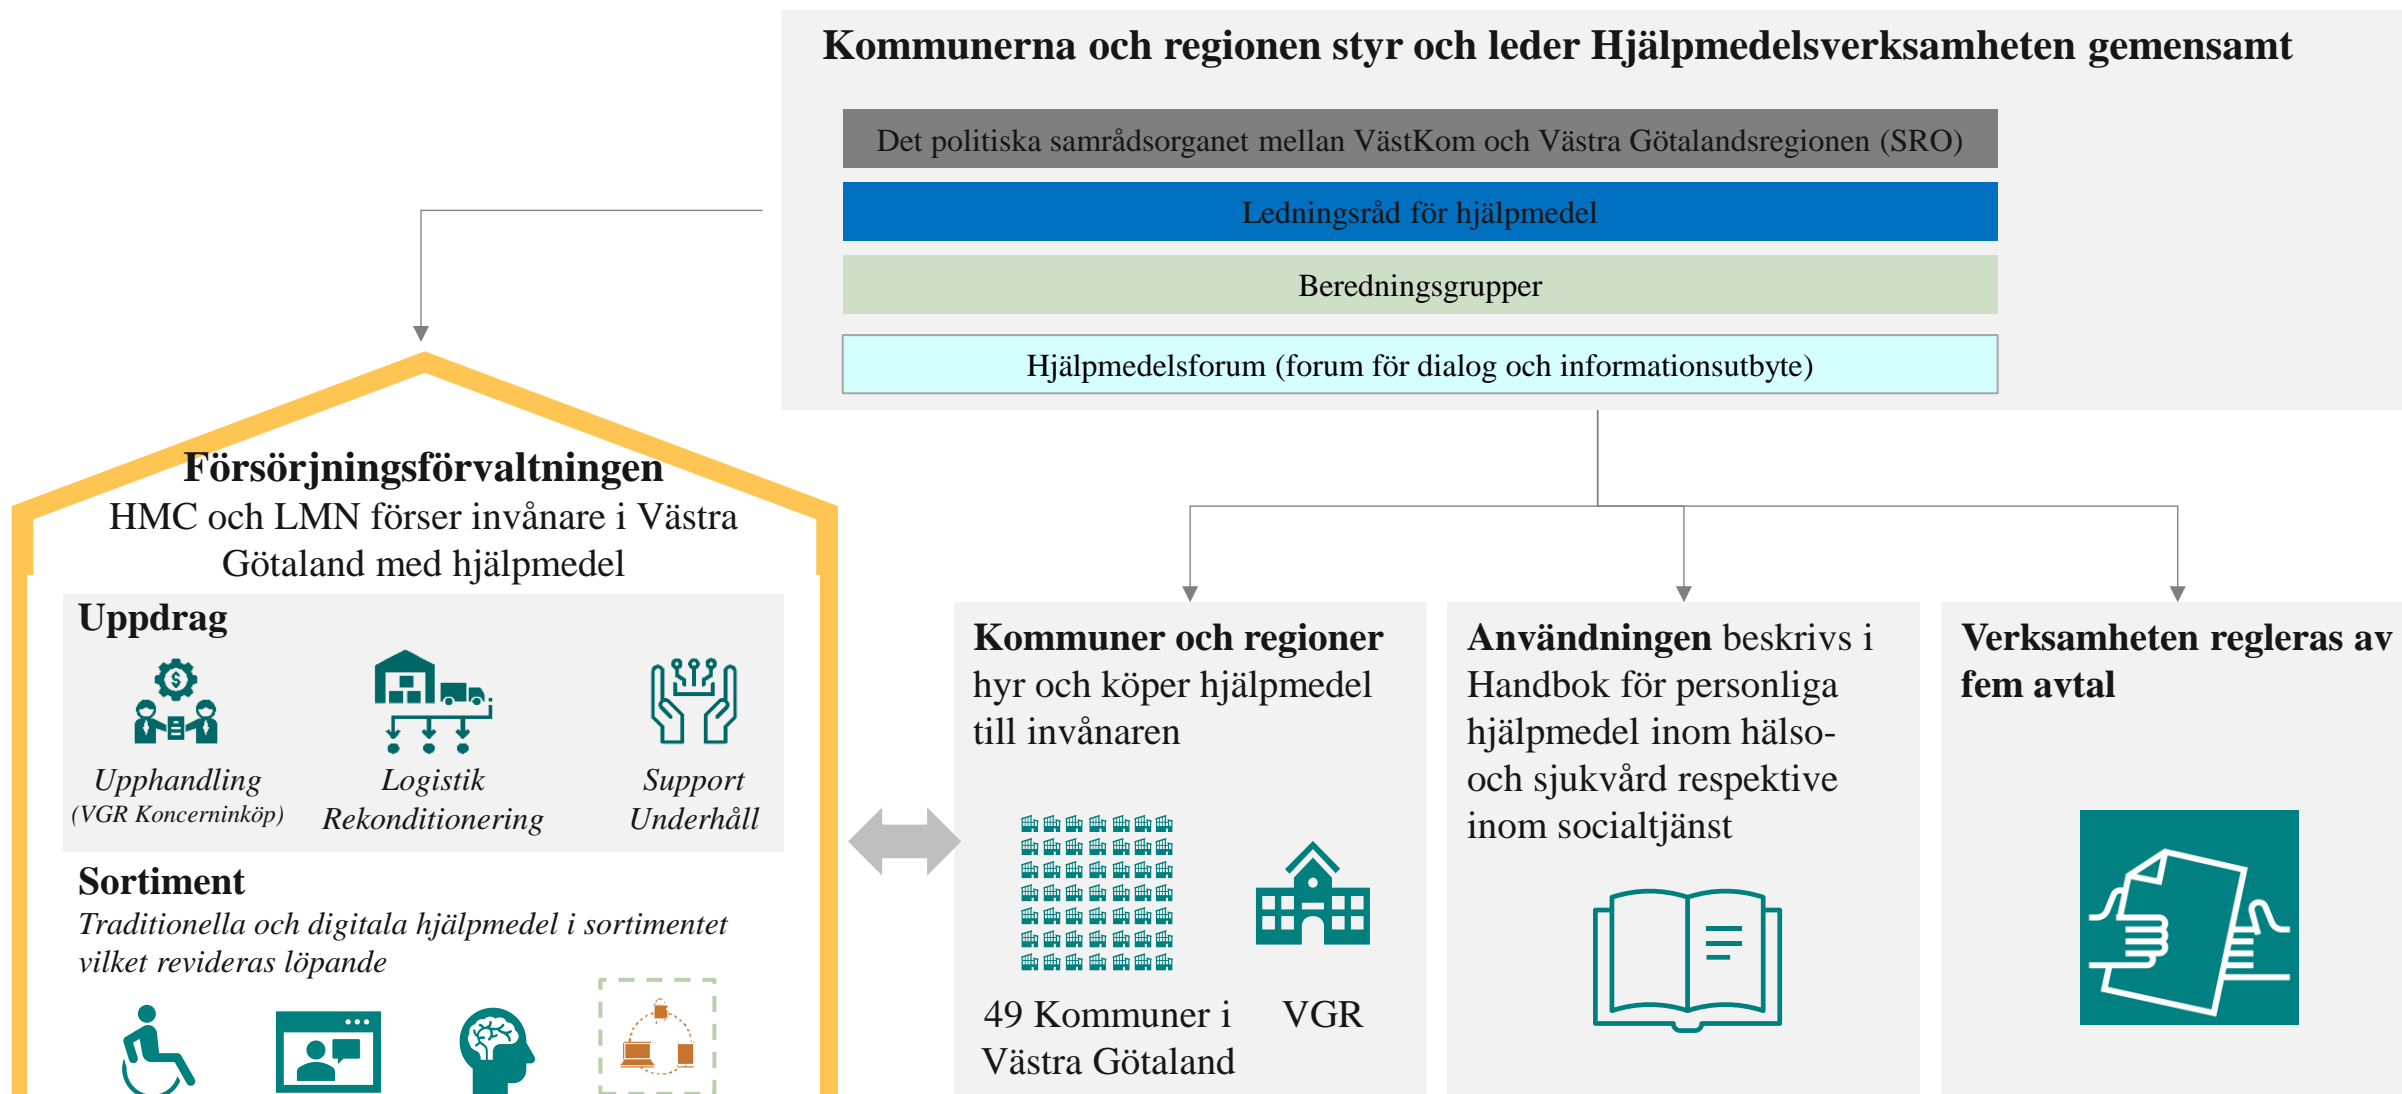 Kommunerna och regionen styr och leder Hjälpmedelsverksamheten gemensamt
Det politiska samrådsorganet mellan VästKom och Västra Götalandsregionen (SRO)
Ledningsråd för hjälpmedel
Beredningsgrupper
Hjälpmedelsforum (forum för dialog och informationsutbyte)
Försörjningsförvaltningen
HMC och LMN förser invånare i Västra
Götaland med hjälpmedel
Uppdrag
Upphandling
(VGR Koncerninköp)
Logistik
Rekonditionering
Support
Underhåll
Sortiment
Traditionella och digitala hjälpmedel i sortimentet
vilket revideras löpande
Kommuner och regioner
hyr och köper hjälpmedel
till invånaren
49 Kommuner i
Västra Götaland
VGR
Användningen beskrivs i
Handbok för personliga
hjälpmedel inom hälso-
och sjukvård respektive
inom socialtjänst
Verksamheten regleras av
fem avtal